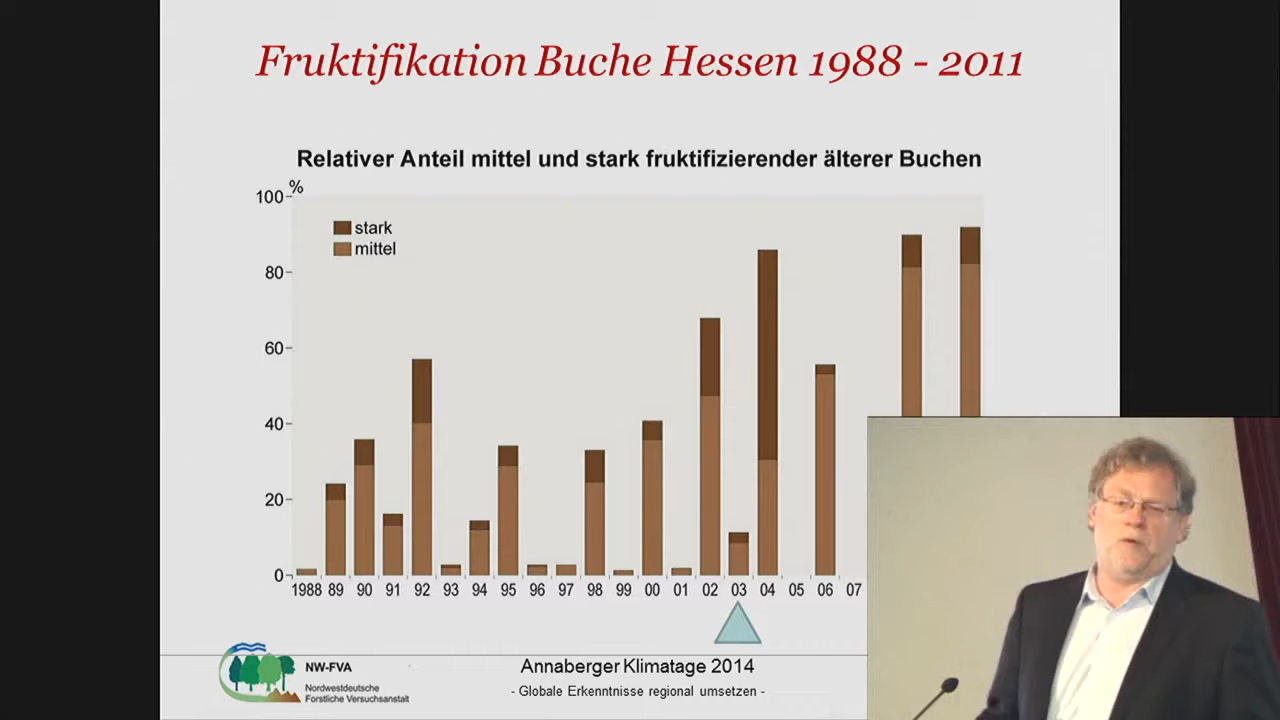 Fruktifikation Buche Hessen 1988 - 2011
Relativer Anteil mittel und stark fruktifizierender älterer Buchen
%
100
stark
mittel
80
60
40
20
0
1988 89 90 91 92 93 94 95 96 97 98 99 00 01 02 03 04 05 06 07
NW-FVA
Nordwestdeutsche
Forstliche Versuchsanstalt
Annaberger Klimatage 2014
- Globale Erkenntnisse regional umsetzen -